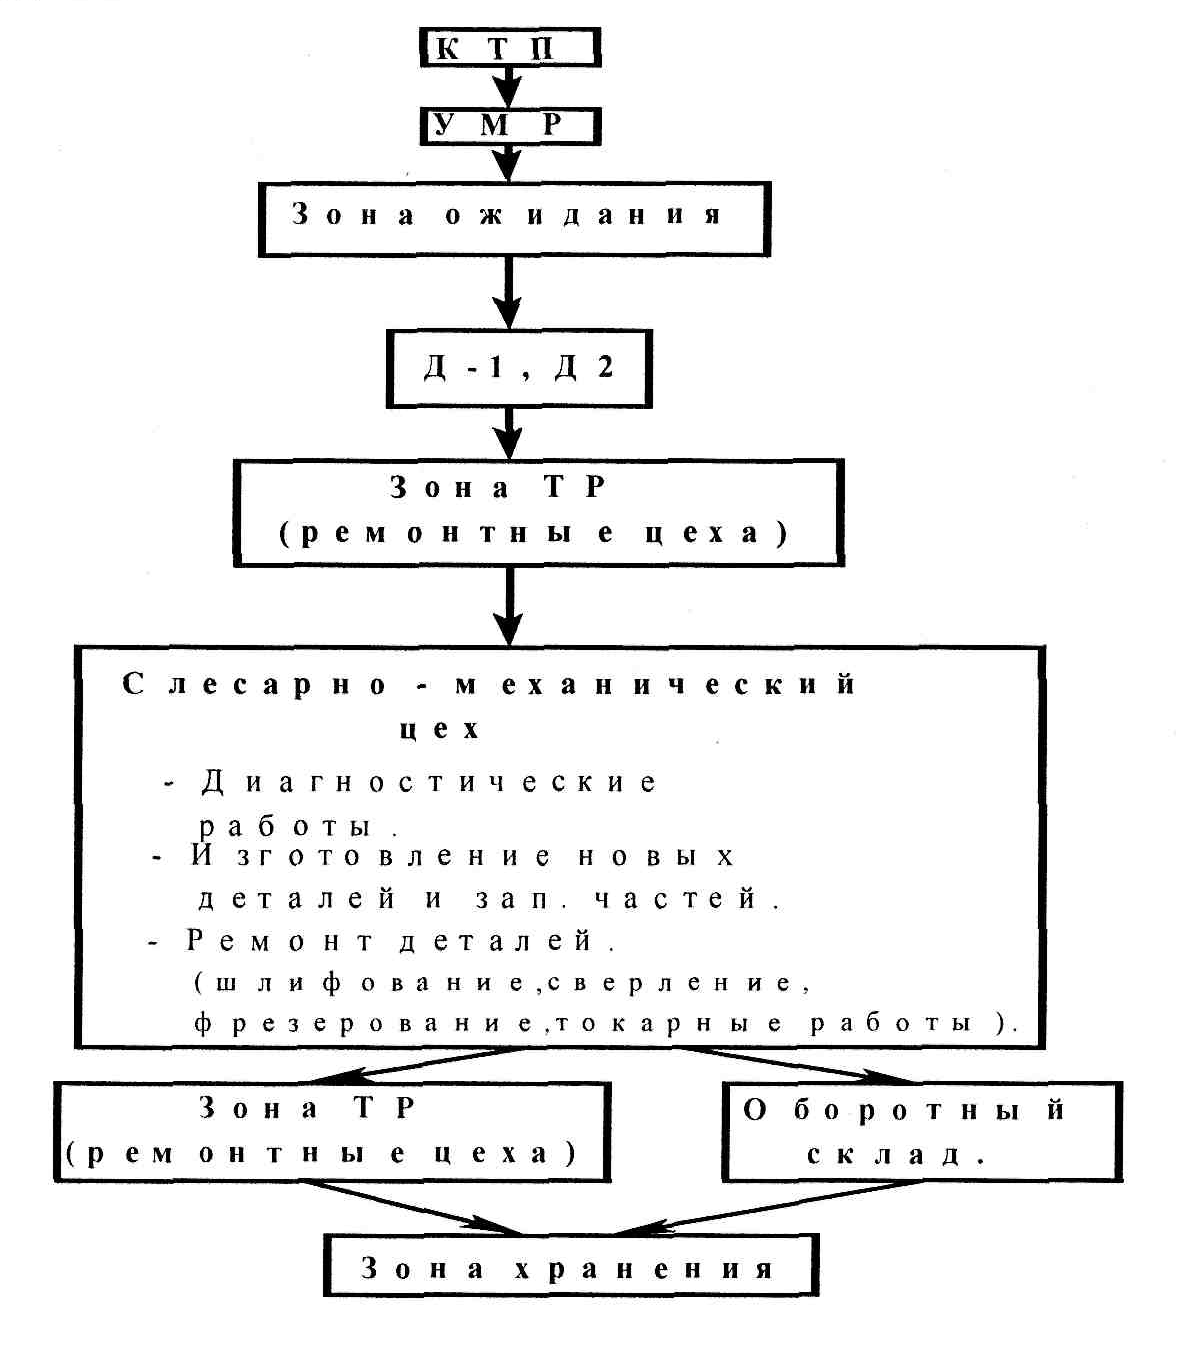 КТП
УМР
Зона ожидания
Д-1, Д2
Зона ТР
(ремонтные цеха)
Слесарно-механический
цех
- Диагностические
работы.
- Изготовление новых
деталей и зап. частей.
- Ремонт деталей.
(шлифование,сверление,
фрезерование,токарные работы).
Зона ТР
(ремонтные цеха)
Оборотный
склад.
Зона хранения